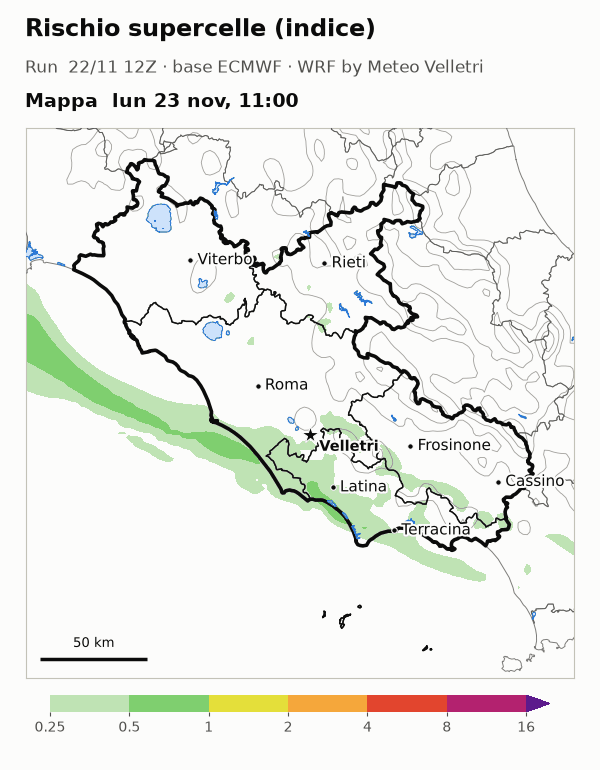 Rischio supercelle (indice)
Run  22/11 12Z · base ECMWF · WRF by Meteo Velletri
Mappa  lun 23 nov, 11:00
Viterbo
Rieti
Roma
Velletri
Frosinone
Cassino
Latina
Terracina
50 km
0.25 0.5 1 2 4 8 16